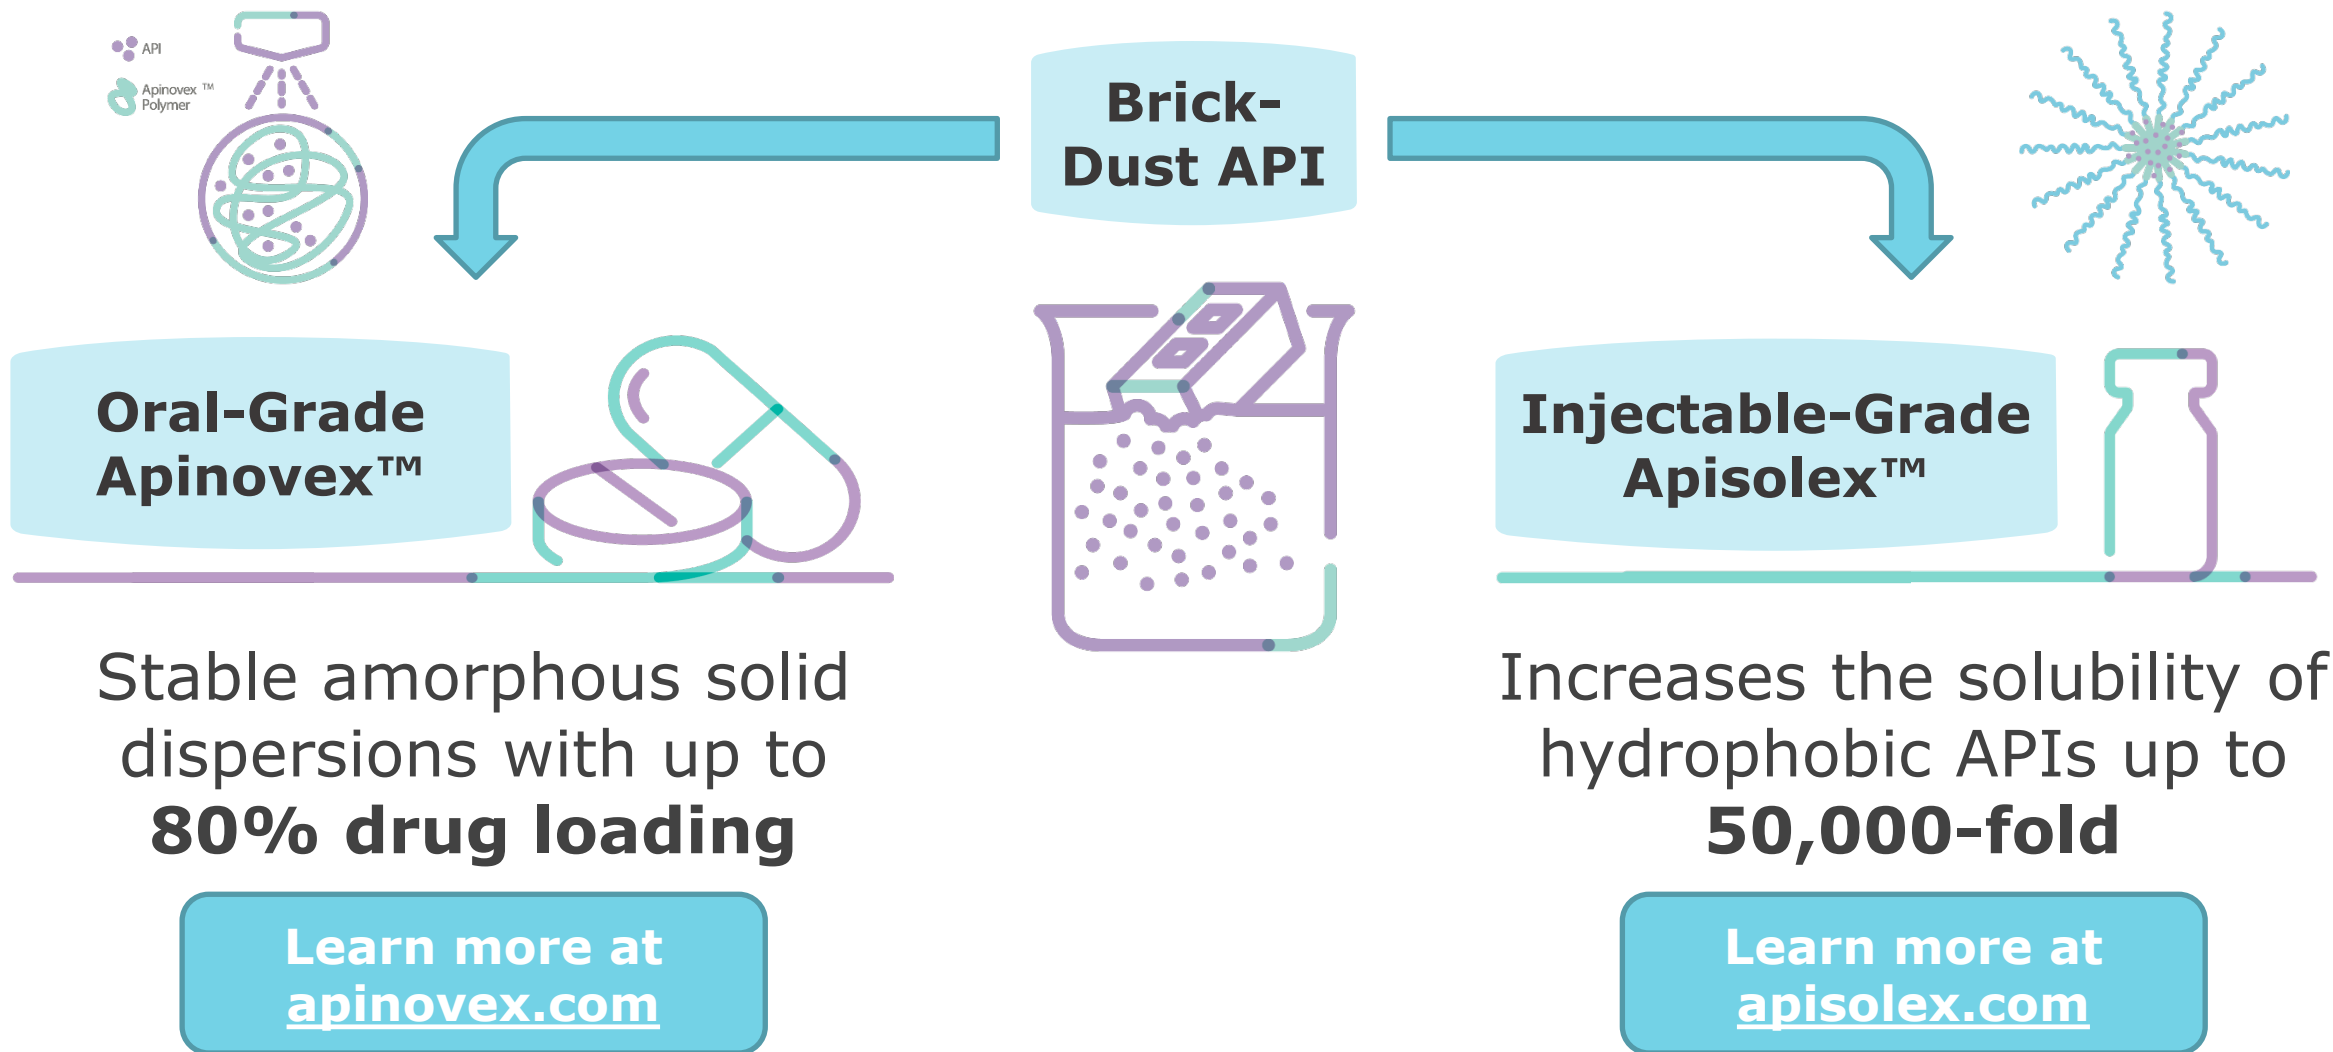 API
Apinovex ™
Polymer
Brick-
Dust API
Oral-Grade
Apinovex™
Injectable-Grade
Apisolex™
Stable amorphous solid
dispersions with up to
80% drug loading
Increases the solubility of
hydrophobic APIs up to
50,000-fold
Learn more at
apinovex.com
Learn more at
apisolex.com